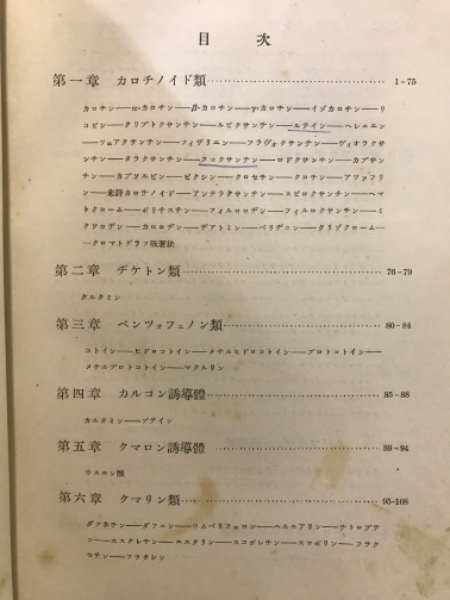 目 次
第一章 カロチノイド類 1-75
カロチン──α-カロチン──β-カロチン──γ-カロチン──イゾカロチン──リ
コピン──クリプトクサンチン──ルビクサンチン──ルテイン──ヘレエニン
──ツェアクサンチン──フィザリエン──フラヴォクサンチン──ヴィオラクサ
ンチン──タラクサンチン──フコクサンチン──ロドクサンチン──カプサン
チン──カプソルビン──ビクシン──クロセチン──クロチン──アツァフリ
ン──未詳カロチノイド──アンテラクサンチン──スピロクサンチン──ヘマ
トクローム──ポリチスチン──フィルロロヂン──フィルロクサンチン──ミ
クソロヂン──カロロヂン──ヂアトミン──ペリヂニン──クリゾクローム──
──クロマトグラフ吸著法
第二章 ヂケトン類 76-79
クルクミン
第三章 ベンツォフェノン類 80-84
コトイン──ヒドロコトイン──メチルヒドロコトイン──プロトコトイン──
メチルプロトコトイン──マクルリン
第四章 カルコン誘導體 85-88
カルタミン──ブテイン
第五章 クマロン誘導體 89-94
ウスニン酸
第六章 クマリン類 95-108
ダフネチン──ダフニン──ウムベリフェロン──ヘルニアリン──チトロプテ
ン──エスクレチン──エスクリン──スコポレチン──スコポリン──フラク
セチン──フラクシン